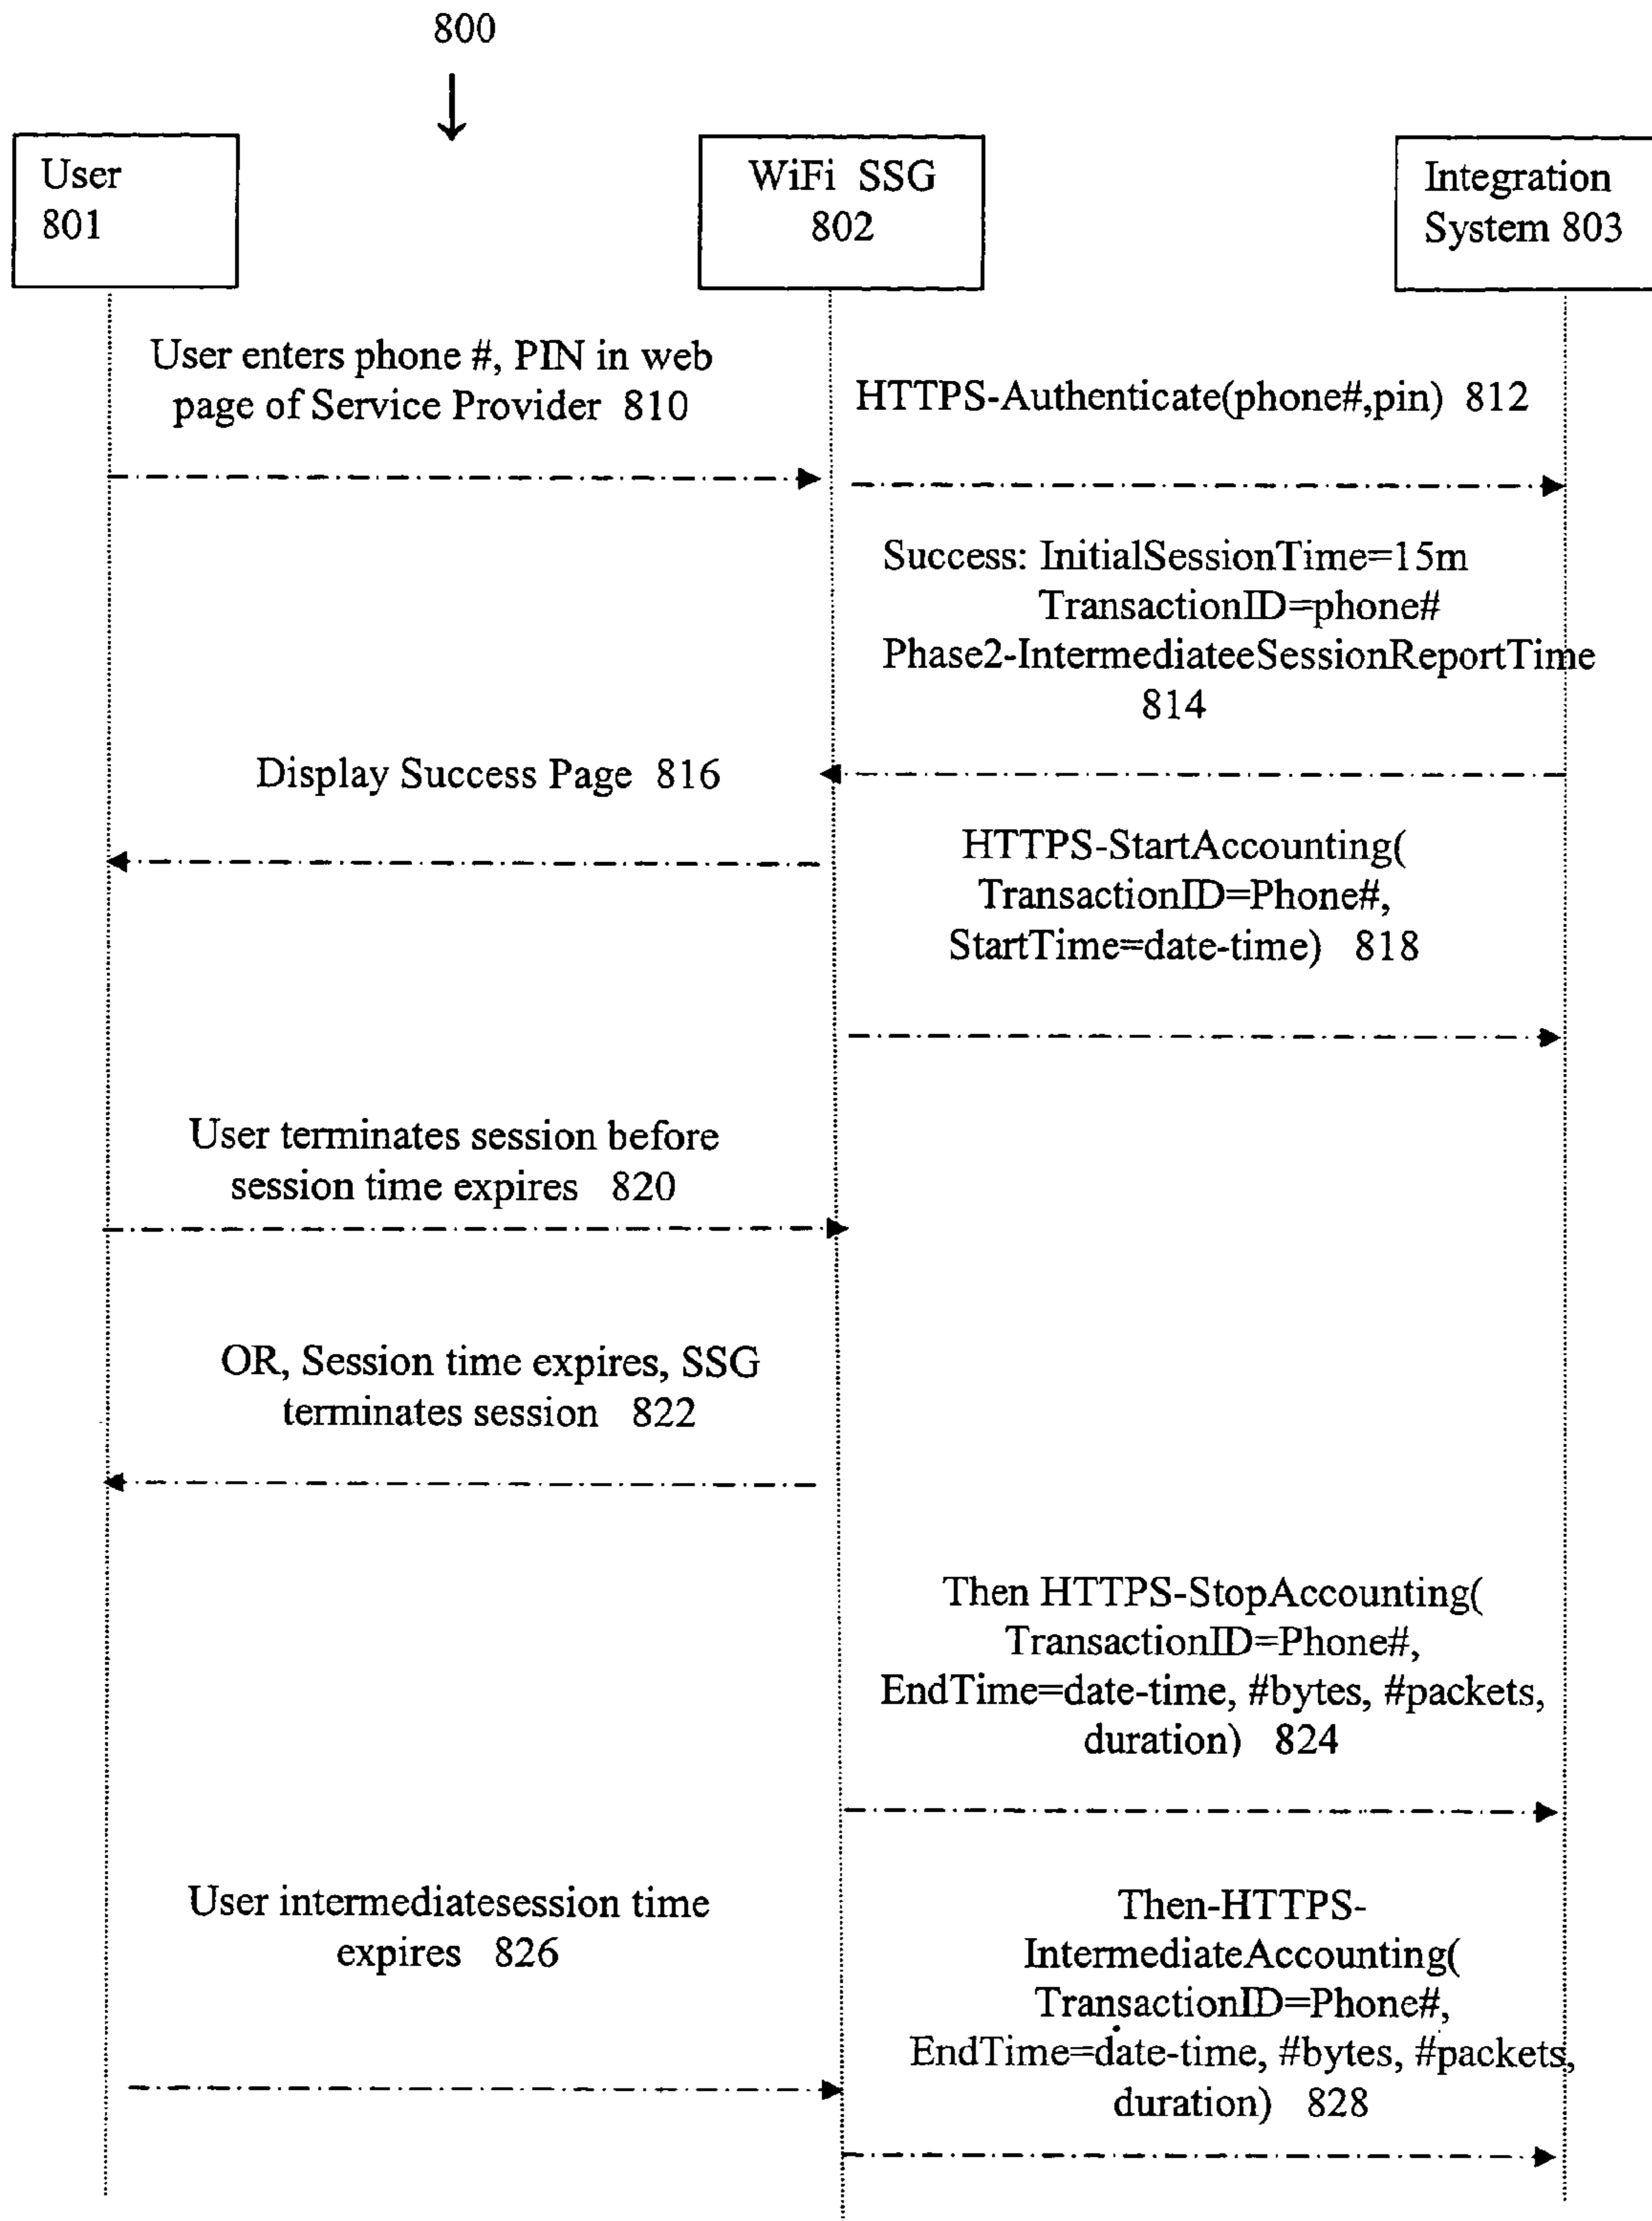 800
User
801
WiFi SSG
802
Integration
System 803
User enters phone #, PIN in web
page of Service Provider 810
HTTPS-Authenticate(phone#,pin) 812
Success: InitialSessionTime=15m
TransactionID=phone#
Phase2-IntermediateeSessionReportTime
814
Display Success Page 816
HTTPS-StartAccounting(
TransactionID=Phone#,
StartTime=date-time) 818
User terminates session before
session time expires 820
OR, Session time expires, SSG
terminates session 822
Then HTTPS-StopAccounting(
TransactionID=Phone#,
EndTime=date-time, #bytes, #packets,
duration) 824
User intermediatesession time
expires 826
Then-HTTPS-
IntermediateAccounting(
TransactionID=Phone#,
EndTime=date-time, #bytes, #packets,
duration) 828